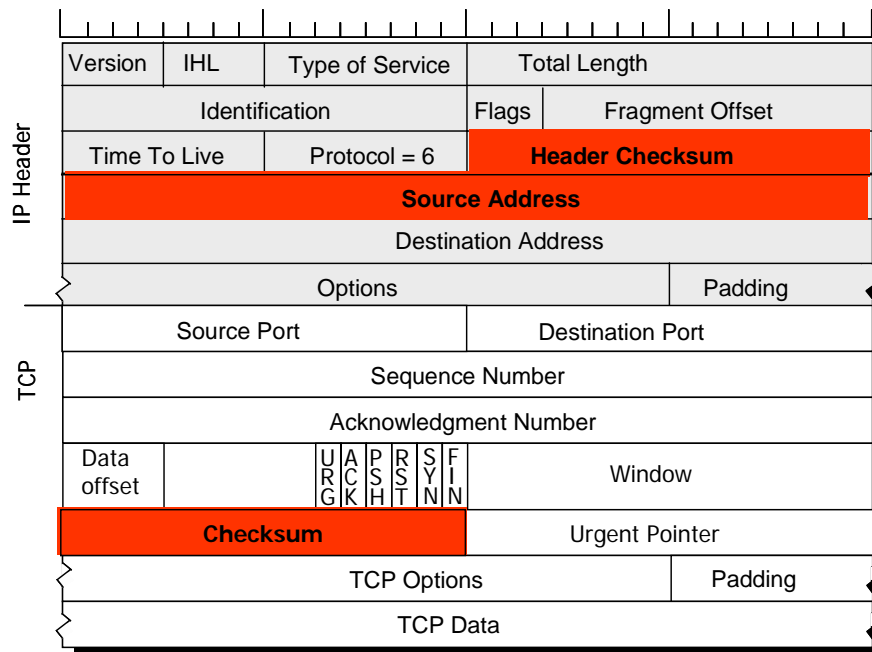 Version IHL Type of Service Total Length
Identification Flags Fragment Offset
Time To Live Protocol = 6 Header Checksum
Source Address
Destination Address
Options Padding
IP Header
Source Port Destination Port
Sequence Number
Acknowledgment Number
Data offset URG ACK PSH RST SYN FIN Window
Checksum Urgent Pointer
TCP Options Padding
TCP Data
TCP